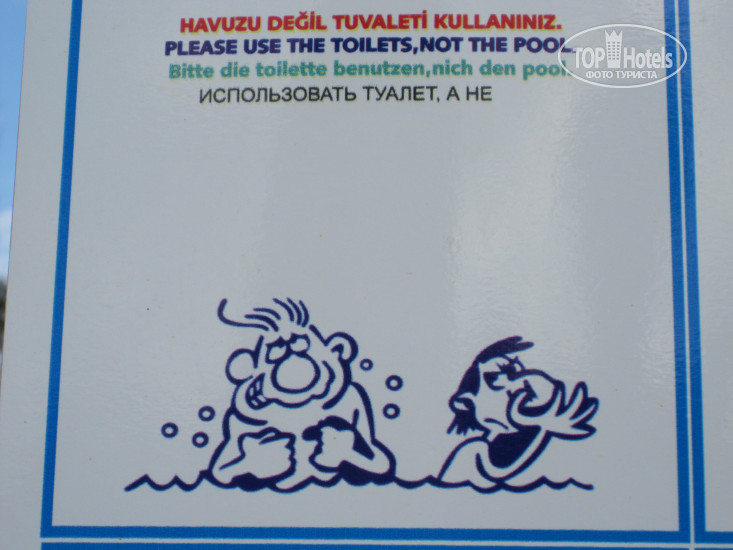 HAVUZU DEĞİL TUVALETİ KULLANINIZ.
PLEASE USE THE TOILETS,NOT THE POOL
Bitte die toilette benutzen,nich den pool
ИСПОЛЬЗОВАТЬ ТУАЛЕТ, А НЕ
TOP Hotels
ФОТО ТУРИСТА